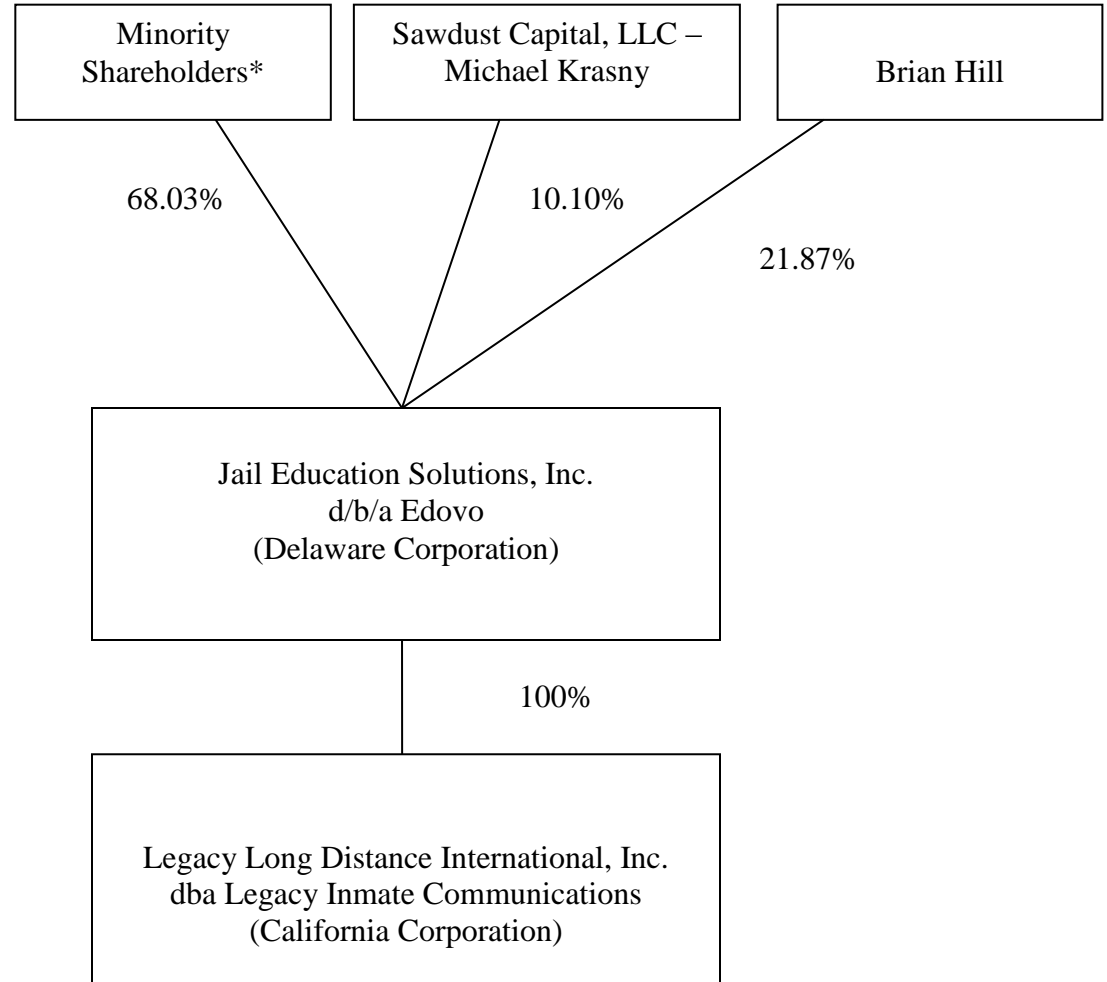 Minority
Shareholders*
Sawdust Capital, LLC –
Michael Krasny
Brian Hill
68.03%
10.10%
21.87%
Jail Education Solutions, Inc.
d/b/a Edovo
(Delaware Corporation)
100%
Legacy Long Distance International, Inc.
dba Legacy Inmate Communications
(California Corporation)